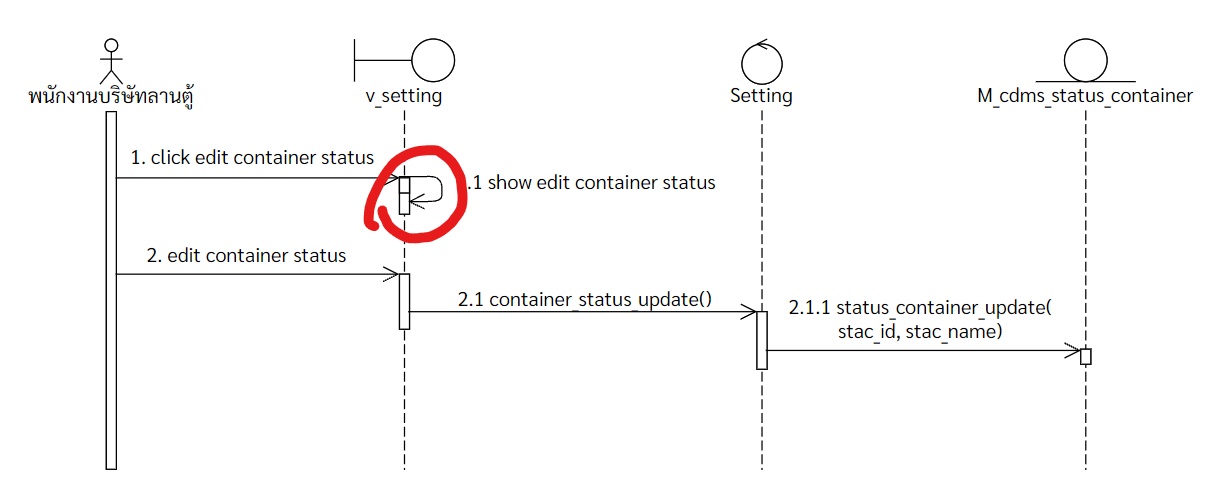 พนักงานบริษัทลานตู้
v_setting
Setting
M_cdms_status_container
1. click edit container status
.1 show edit container status
2. edit container status
2.1 container_status_update()
2.1.1 status_container_update(
stac_id, stac_name)